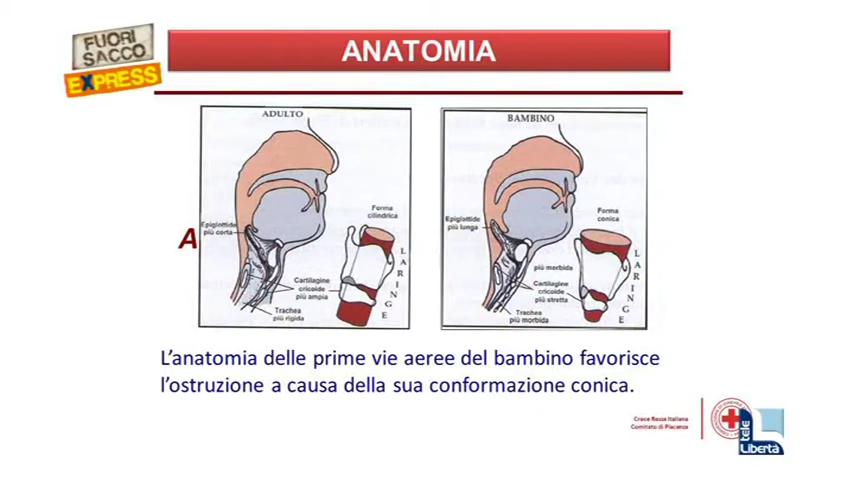 FUORI
SACCO
EXPRESS
ANATOMIA
ADULTO
A
Epiglottide
più corta
Forma
cilindrica
LARINGE
Cartilagine
cricoide
più ampia
Trachea
più rigida
BAMBINO
Epiglottide
più lunga
Forma
conica
LARINGE
più morbida
Cartilagine
cricoide
più stretta
Trachea
più morbida
L'anatomia delle prime vie aeree del bambino favorisce
l'ostruzione a causa della sua conformazione conica.
Croce Rossa Italiana
Comitato di Piacenza
tele
Libertà